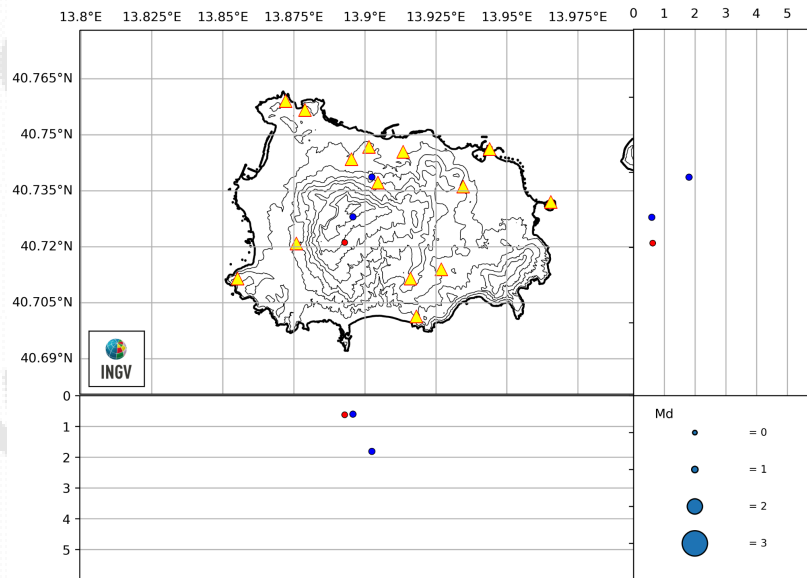 13.8°E 13.825°E 13.85°E 13.875°E 13.9°E 13.925°E 13.95°E 13.975°E 0 1 2 3 4 5
40.765°N
40.75°N
40.735°N
40.72°N
40.705°N
40.69°N
INGV
0
1
2
3
4
5
Md
= 0
= 1
= 2
= 3